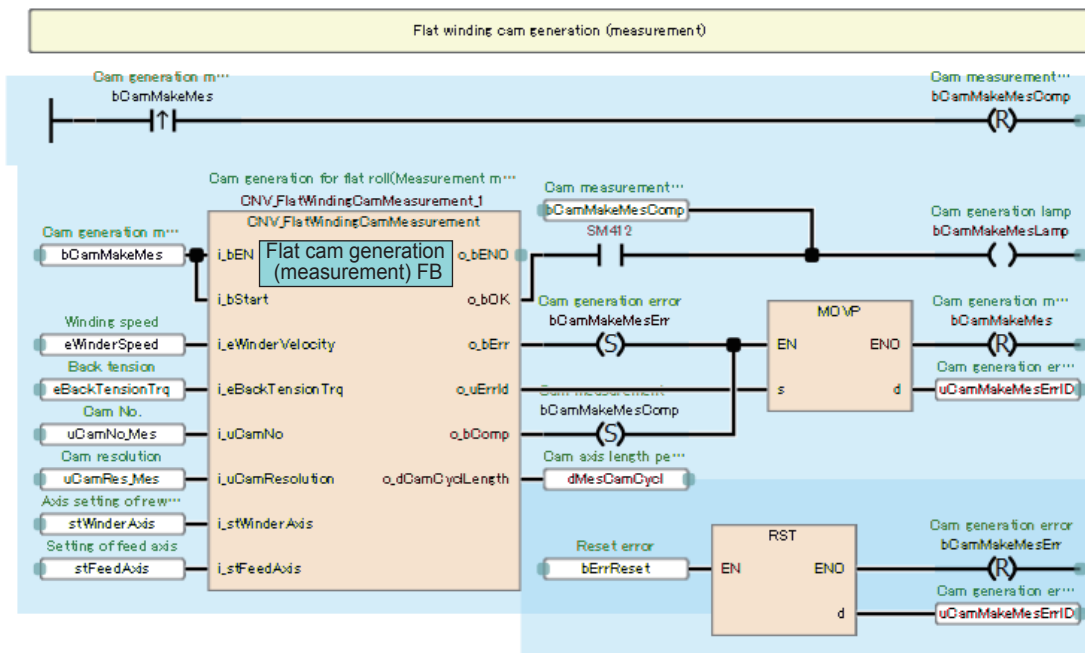 Flat winding cam generation (measurement)
Cam generation m···
bCamMakeMes
Cam measurement···
bCamMakeMesComp
(R)
Cam generation for flat roll(Measurement m···
CNV_FlatWindingCamMeasurement_1
CNV_FlatWindingCamMeasurement
Flat cam generation
(measurement) FB
Cam generation m···
bCamMakeMes
i_bEN
o_bENO
i_bStart
o_bOK
Winding speed
eWinderSpeed
i_eWinderVelocity
o_bErr
Back tension
eBackTensionTrq
i_eBackTensionTrq
o_uErrId
Cam No.
uCamNo_Mes
i_uCamNo
o_bComp
Cam resolution
uCamRes_Mes
i_uCamResolution
o_dCamCyclLength
Axis setting of rew···
stWinderAxis
i_stWinderAxis
Setting of feed axis
stFeedAxis
i_stFeedAxis
Cam measurement···
bCamMakeMesComp
SM412
Cam generation lamp
bCamMakeMesLamp
( )
Cam generation error
bCamMakeMesErr
(S)
Cam measurement
bCamMakeMesComp
(S)
Cam axis length pe···
dMesCamCycl
MOVP
EN
ENO
s
d
Cam generation m···
bCamMakeMes
(R)
Cam generation er···
uCamMakeMesErrID
Reset error
bErrReset
RST
EN
ENO
d
Cam generation error
bCamMakeMesErr
(R)
Cam generation er···
uCamMakeMesErrID